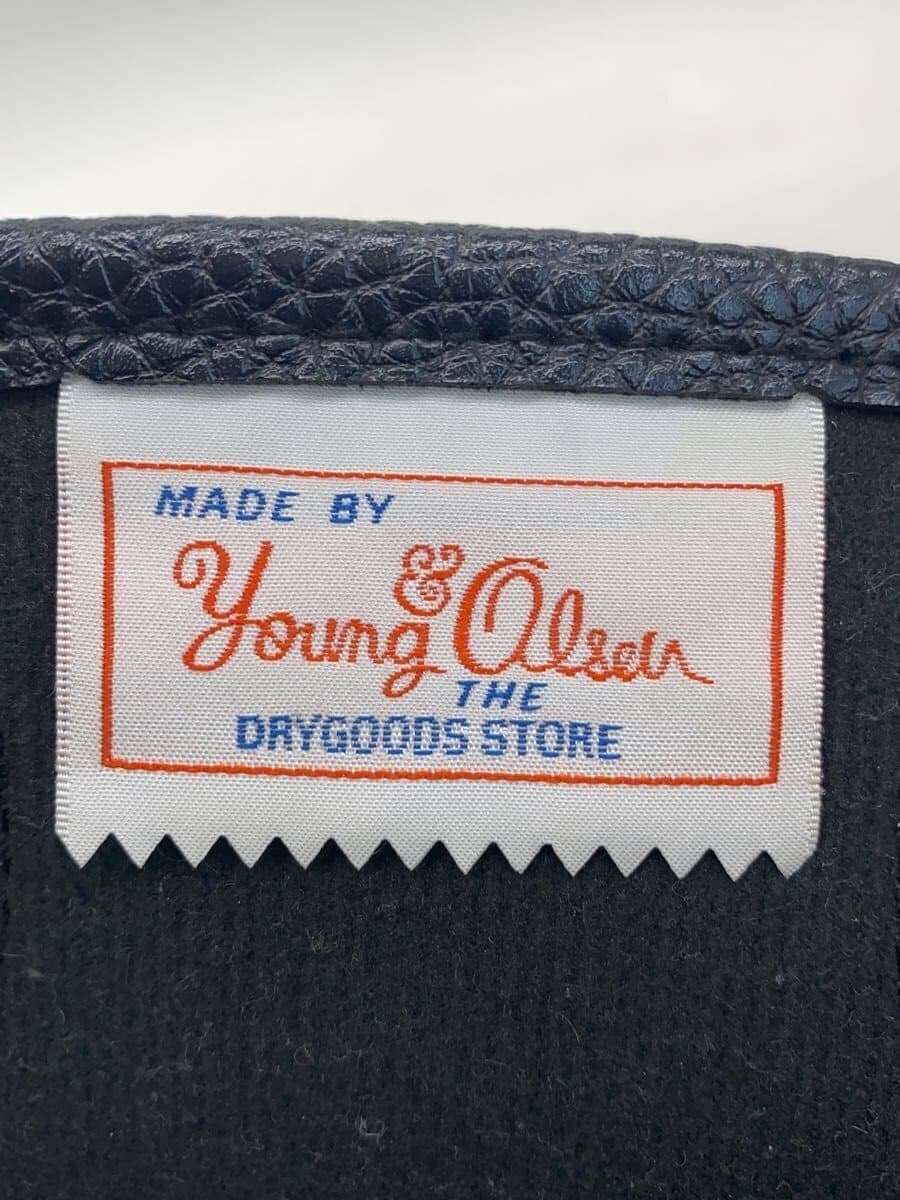 MADE BY
Young & Olsen
THE
DRYGOODS STORE